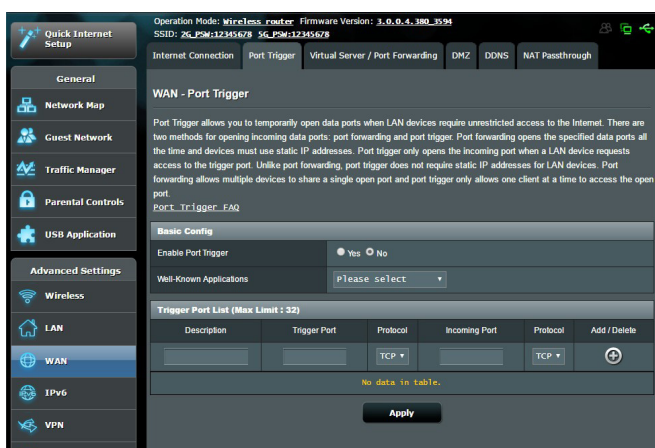 Quick Internet
Setup
Operation Mode: Wireless router Firmware Version: 3.0.0.4.380_3594
SSID: 2G_PSW:12345678 5G_PSW:12345678
Internet Connection Port Trigger Virtual Server / Port Forwarding DMZ DDNS NAT Passthrough
General
Network Map
Guest Network
Traffic Manager
Parental Controls
USB Application
Advanced Settings
Wireless
LAN
WAN
IPv6
VPN
WAN - Port Trigger
Port Trigger allows you to temporarily open data ports when LAN devices require unrestricted access to the Internet. There are
two methods for opening incoming data ports: port forwarding and port trigger. Port forwarding opens the specified data ports all
the time and devices must use static IP addresses. Port trigger only opens the incoming port when a LAN device requests
access to the trigger port. Unlike port forwarding, port trigger does not require static IP addresses for LAN devices. Port
forwarding allows multiple devices to share a single open port and port trigger only allows one client at a time to access the open
port.
Port Trigger FAQ
Basic Config
Enable Port Trigger Yes No
Well-Known Applications Please select
Trigger Port List (Max Limit : 32)
Description Trigger Port Protocol Incoming Port Protocol Add / Delete
TCP TCP
No data in table.
Apply